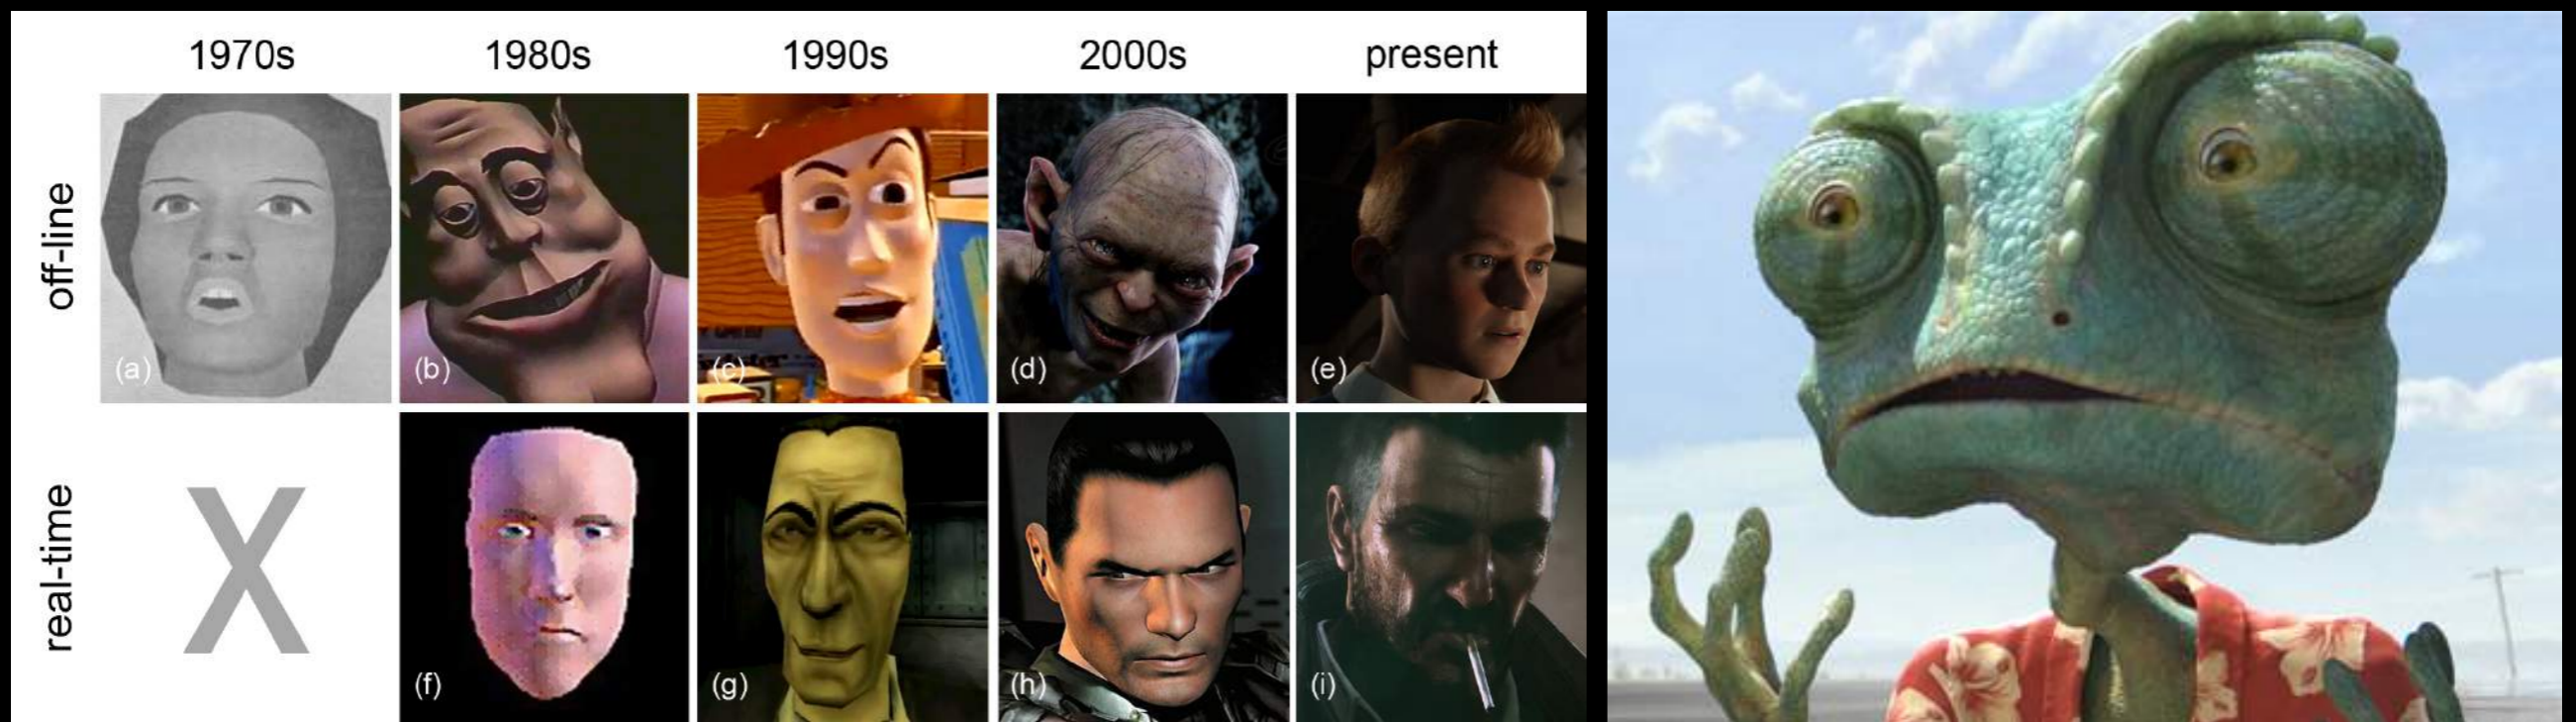 1970s 1980s 1990s 2000s present
off-line
(a) (b) (c) (d) (e)
real-time
X
(f) (g) (h) (i)